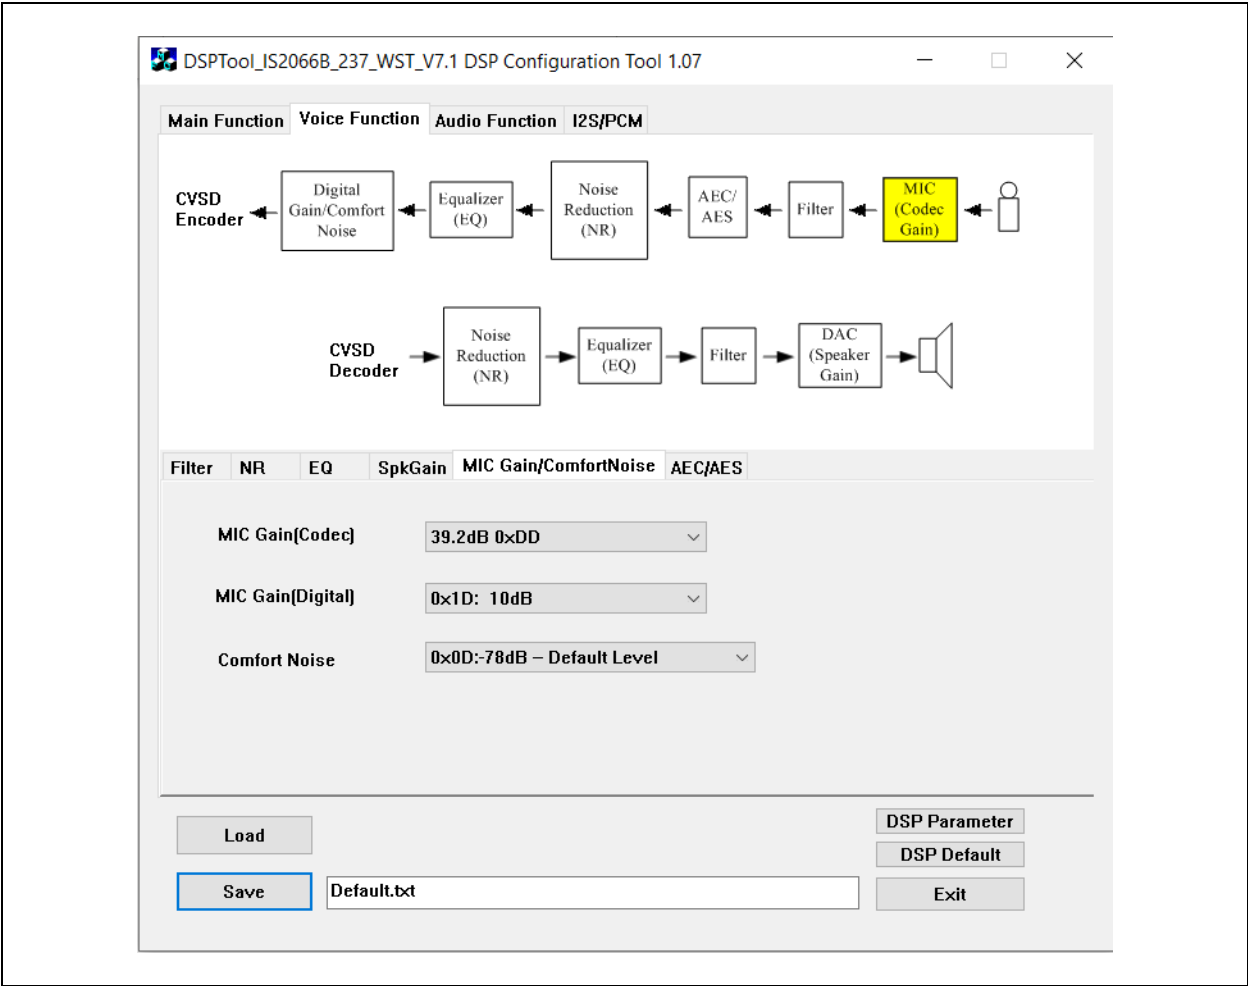 DSPTool_IS2066B_237_WST_V7.1 DSP Configuration Tool 1.07
Main Function Voice Function Audio Function I2S/PCM
CVSD
Encoder
Digital
Gain/Comfort
Noise
Equalizer
(EQ)
Noise
Reduction
(NR)
AEC/
AES
Filter
MIC
(Codec
Gain)
CVSD
Decoder
Noise
Reduction
(NR)
Equalizer
(EQ)
Filter
DAC
(Speaker
Gain)
Filter NR EQ SpkGain MIC Gain/ComfortNoise AEC/AES
MIC Gain(Codec) 39.2dB 0xDD
MIC Gain(Digital) 0x1D: 10dB
Comfort Noise 0x0D:-78dB – Default Level
Load
DSP Parameter
DSP Default
Save Default.txt Exit